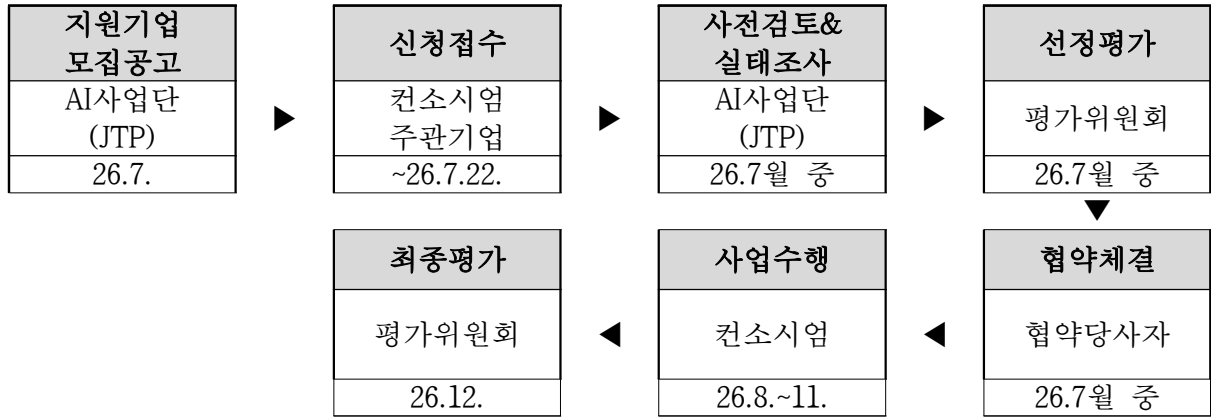 지원기업
모집공고
AI사업단
(JTP)
26.7.
▶
신청접수
컨소시엄
주관기업
~26.7.22.
▶
사전검토&
실태조사
AI사업단
(JTP)
26.7월 중
▶
선정평가
평가위원회
26.7월 중
▼
협약체결
협약당사자
26.7월 중
◀
사업수행
컨소시엄
26.8.~11.
◀
최종평가
평가위원회
26.12.